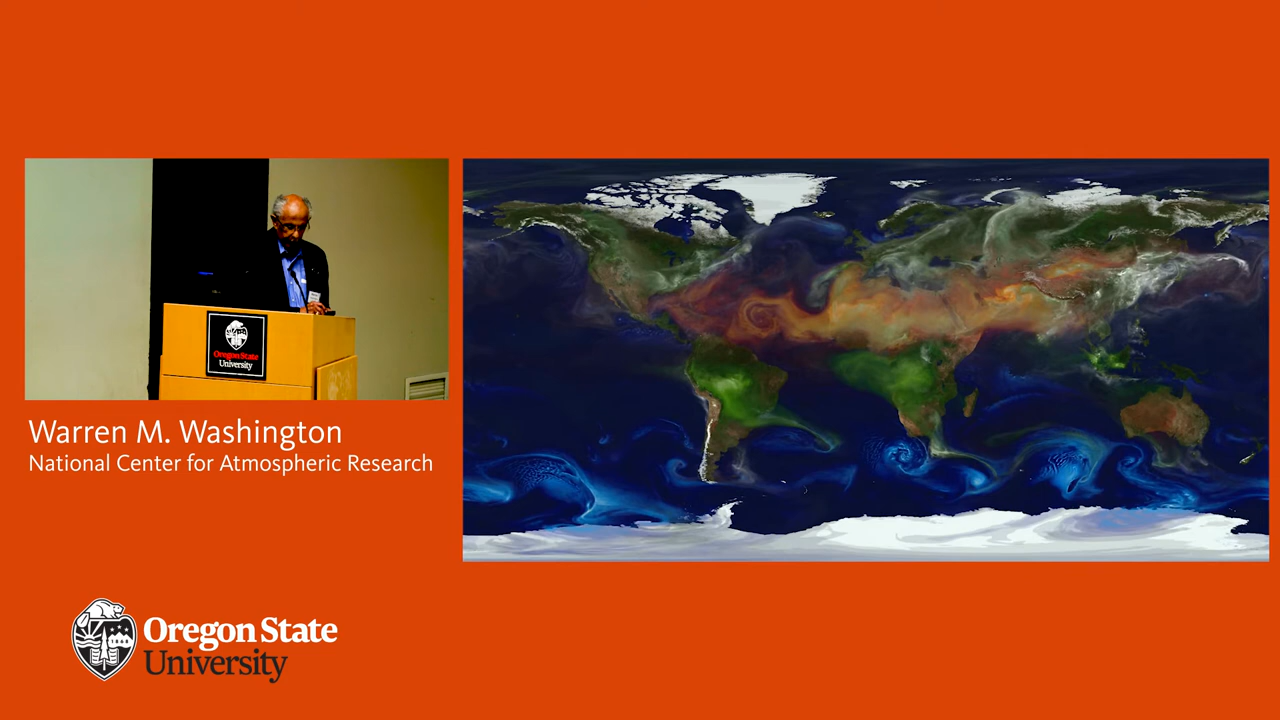 Oregon State
University
Warren M. Washington
National Center for Atmospheric Research
Oregon State
University